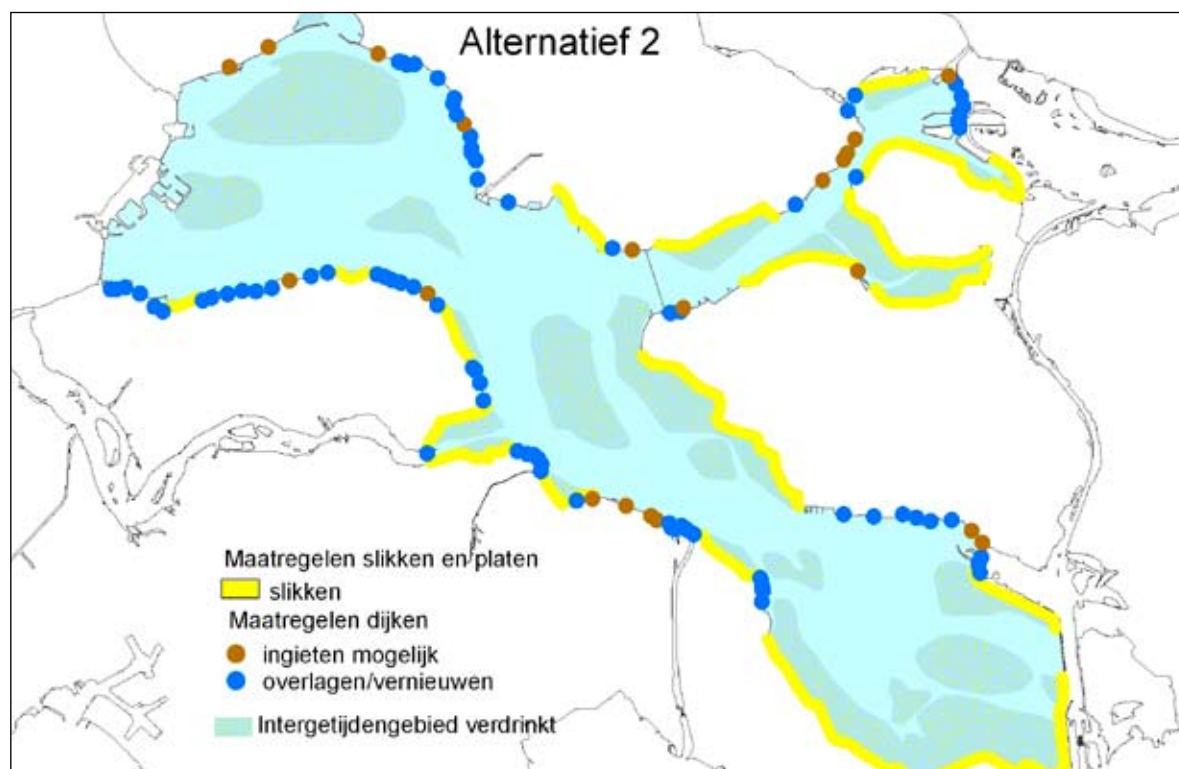 Alternatief 2
Maatregelen slikken en platen
slikken
Maatregelen dijken
ingieten mogelijk
overlagen/vernieuwen
Intergetijdengebied verdrinkt